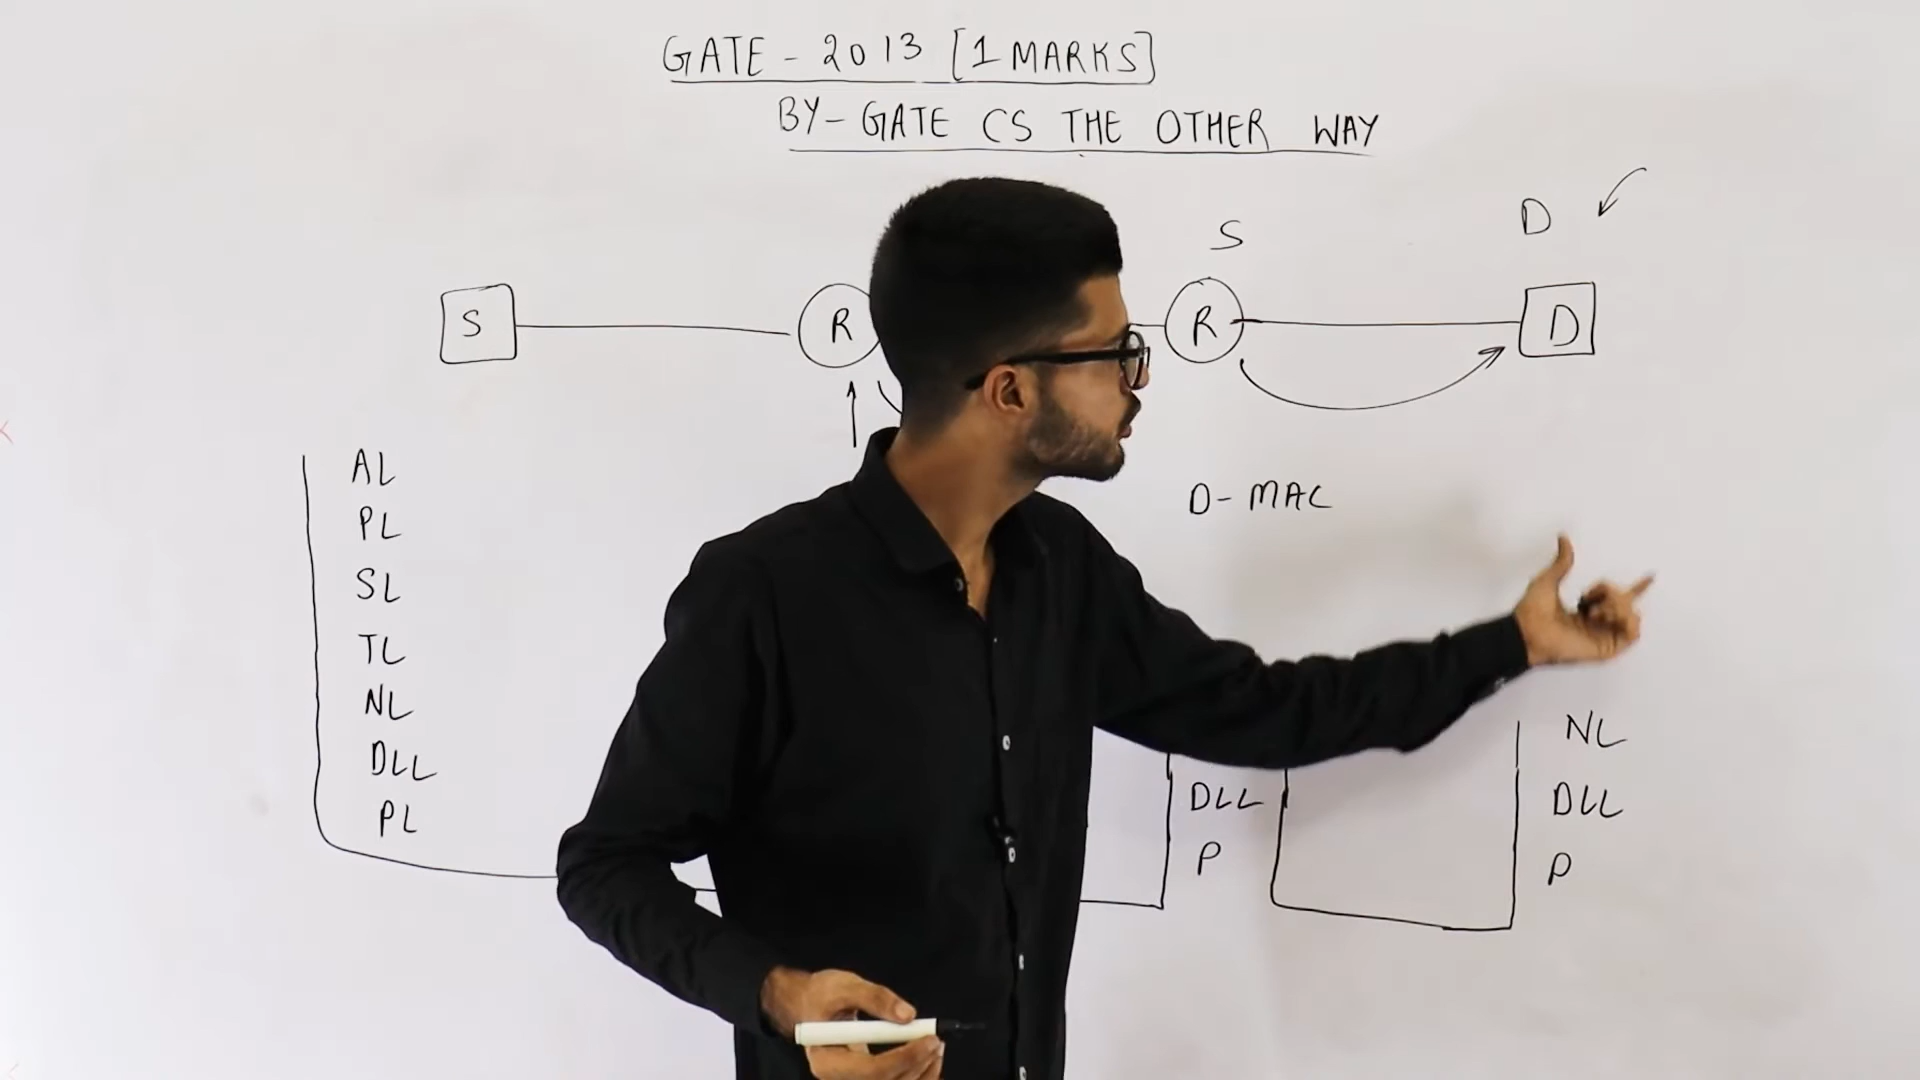 GATE - 2013 [1 MARKS]
BY - GATE CS THE OTHER WAY
S D
S R R D
D - MAC
AL
PL
SL
TL
NL
DLL
PL
DLL
P
NL
DLL
P